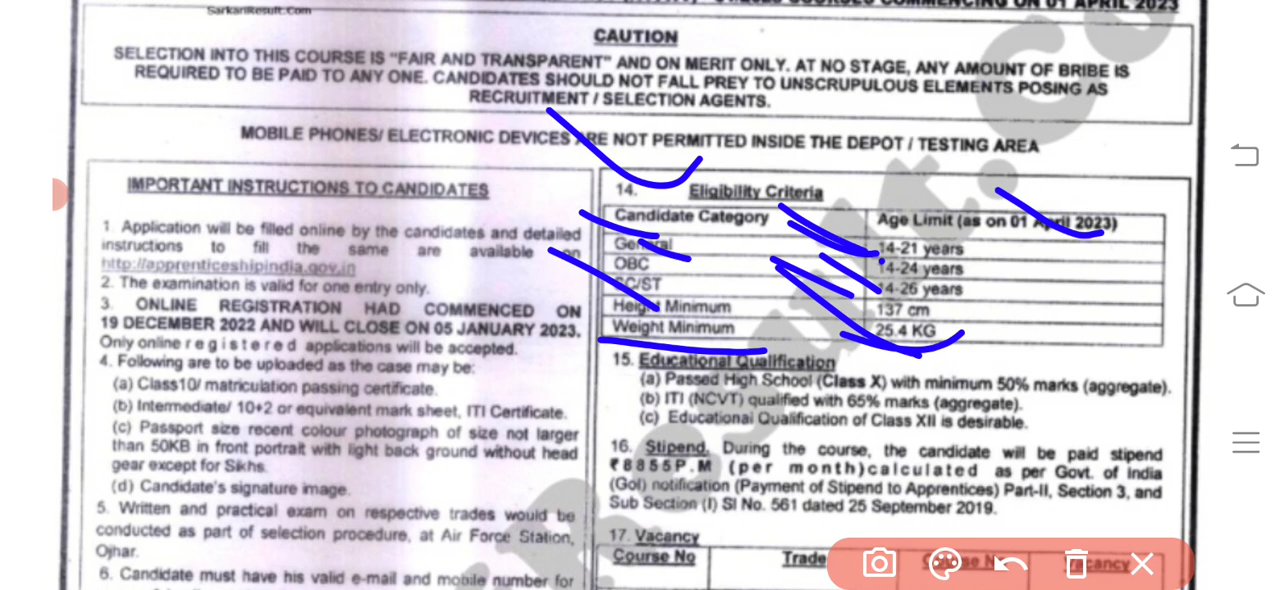 COURSES COMMENCING ON 01 APRIL 2023
SarkariResult.Com
CAUTION
SELECTION INTO THIS COURSE IS "FAIR AND TRANSPARENT" AND ON MERIT ONLY. AT NO STAGE, ANY AMOUNT OF BRIBE IS
REQUIRED TO BE PAID TO ANY ONE. CANDIDATES SHOULD NOT FALL PREY TO UNSCRUPULOUS ELEMENTS POSING AS
RECRUITMENT / SELECTION AGENTS.
MOBILE PHONES/ ELECTRONIC DEVICES ARE NOT PERMITTED INSIDE THE DEPOT / TESTING AREA
IMPORTANT INSTRUCTIONS TO CANDIDATES
1. Application will be filled online by the candidates and detailed
instructions to fill the same are available on
http://apprenticeshipindia.gov.in
2. The examination is valid for one entry only.
3. ONLINE REGISTRATION HAD COMMENCED ON
19 DECEMBER 2022 AND WILL CLOSE ON 05 JANUARY 2023.
Only online registered applications will be accepted.
4. Following are to be uploaded as the case may be:
(a) Class10/ matriculation passing certificate.
(b) Intermediate/ 10+2 or equivalent mark sheet, ITI Certificate.
(c) Passport size recent colour photograph of size not larger
than 50KB in front portrait with light back ground without head
gear except for Sikhs.
(d) Candidate's signature image.
5. Written and practical exam on respective trades would be
conducted as part of selection procedure, at Air Force Station,
Ojhar.
6. Candidate must have his valid e-mail and mobile number for
14. Eligibility Criteria
Candidate Category Age Limit (as on 01 April 2023)
General 14-21 years
OBC 14-24 years
SC/ST 14-26 years
Height Minimum 137 cm
Weight Minimum 25.4 KG
15. Educational Qualification
(a) Passed High School (Class X) with minimum 50% marks (aggregate).
(b) ITI (NCVT) qualified with 65% marks (aggregate).
(c) Educational Qualification of Class XII is desirable.
16. Stipend. During the course, the candidate will be paid stipend
₹8855P.M (per month)calculated as per Govt. of India
(GoI) notification (Payment of Stipend to Apprentices) Part-II, Section 3, and
Sub Section (I) SI No. 561 dated 25 September 2019.
17. Vacancy
Course No Trade Course No Vacancy